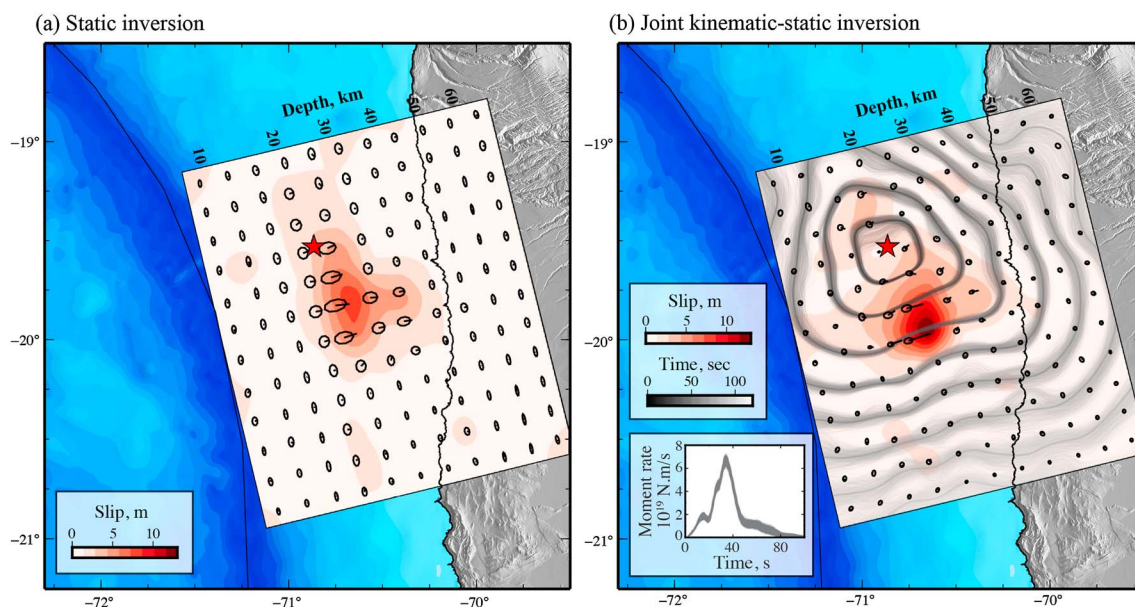 (a) Static inversion
Depth, km
10 20 30 40 50 60
−19°
−20°
−21°
Slip, m
0 5 10
−72° −71° −70°
(b) Joint kinematic-static inversion
Depth, km
10 20 30 40 50 60
−19°
−20°
−21°
Slip, m
0 5 10
Time, sec
0 50 100
Moment rate
10¹⁹ N.m/s
8
6
4
2
0
0 40 80
Time, s
−72° −71° −70°